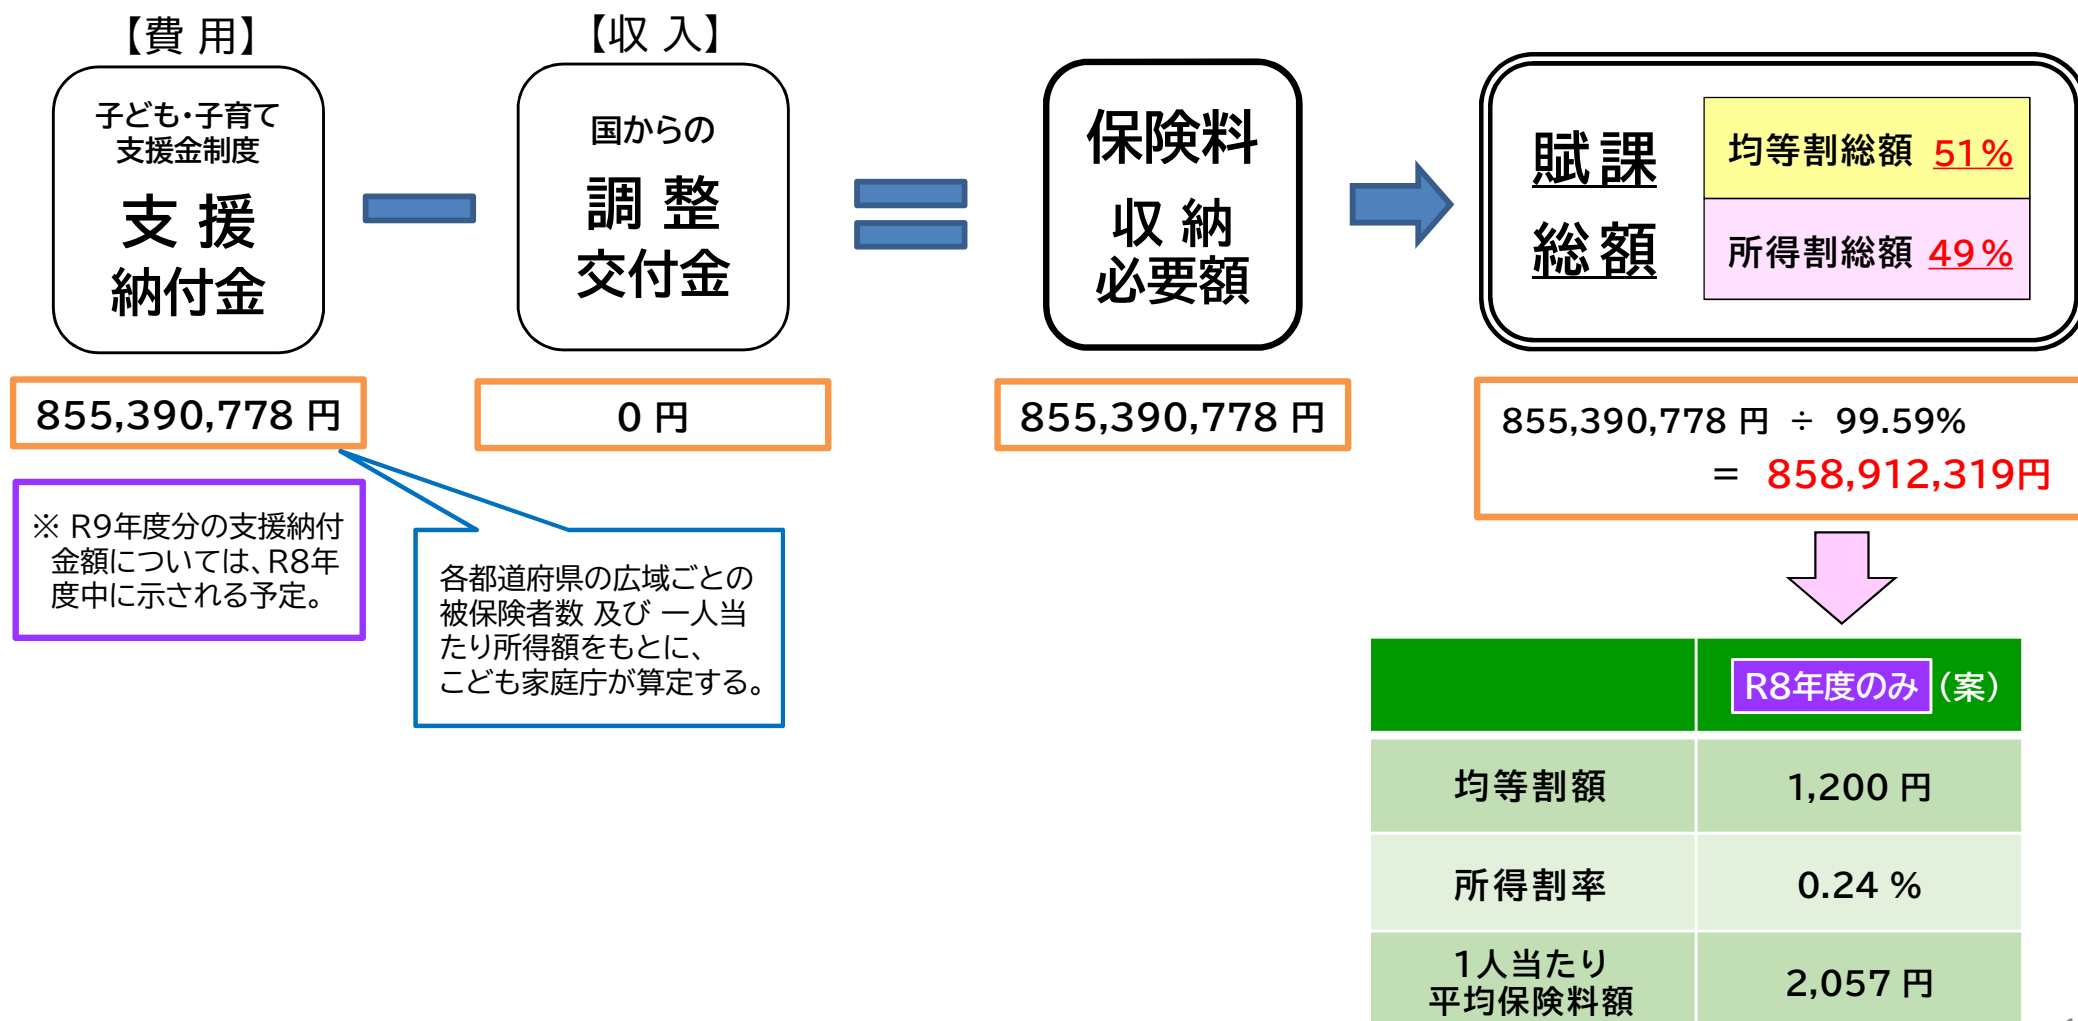 【費 用】
子ども・子育て
支援金制度
支 援
納付金
855,390,778 円
※ R9年度分の支援納付
金額については、R8年
度中に示される予定。
【収 入】
国からの
調 整
交付金
0 円
各都道府県の広域ごとの
被保険者数 及び 一人当
たり所得額をもとに、
こども家庭庁が算定する。
保険料
収 納
必要額
855,390,778 円
賦課
総額
均等割総額 51%
所得割総額 49%
855,390,778 円 ÷ 99.59%
= 858,912,319円
R8年度のみ (案)
均等割額 1,200 円
所得割率 0.24 %
1人当たり
平均保険料額 2,057 円